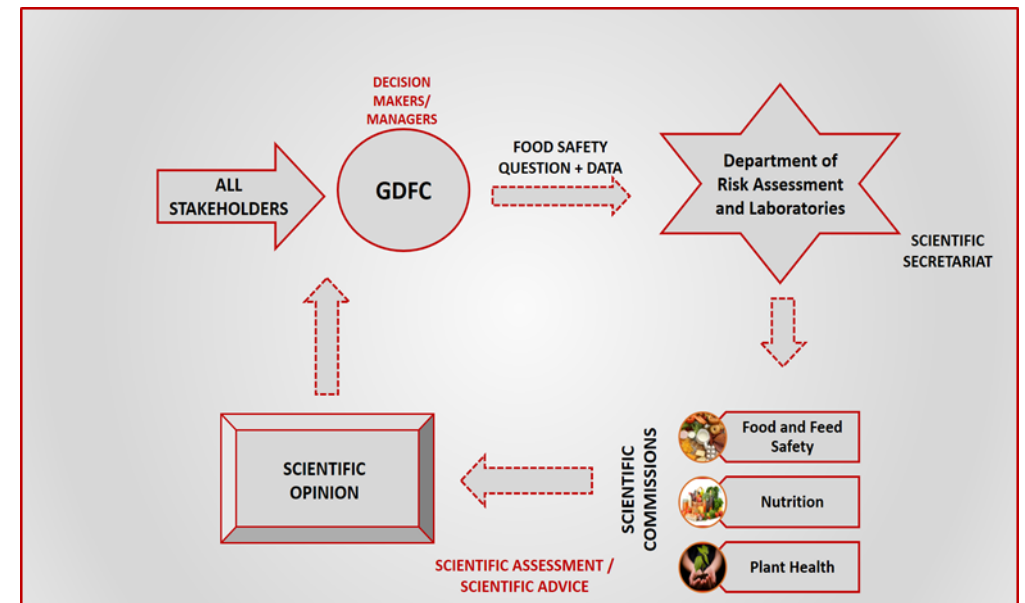 DECISION
MAKERS/
MANAGERS
ALL
STAKEHOLDERS
GDFC
FOOD SAFETY
QUESTION + DATA
Department of
Risk Assessment
and Laboratories
SCIENTIFIC
SECRETARIAT
SCIENTIFIC
COMMISSIONS
Food and Feed
Safety
Nutrition
Plant Health
SCIENTIFIC
OPINION
SCIENTIFIC ASSESSMENT /
SCIENTIFIC ADVICE